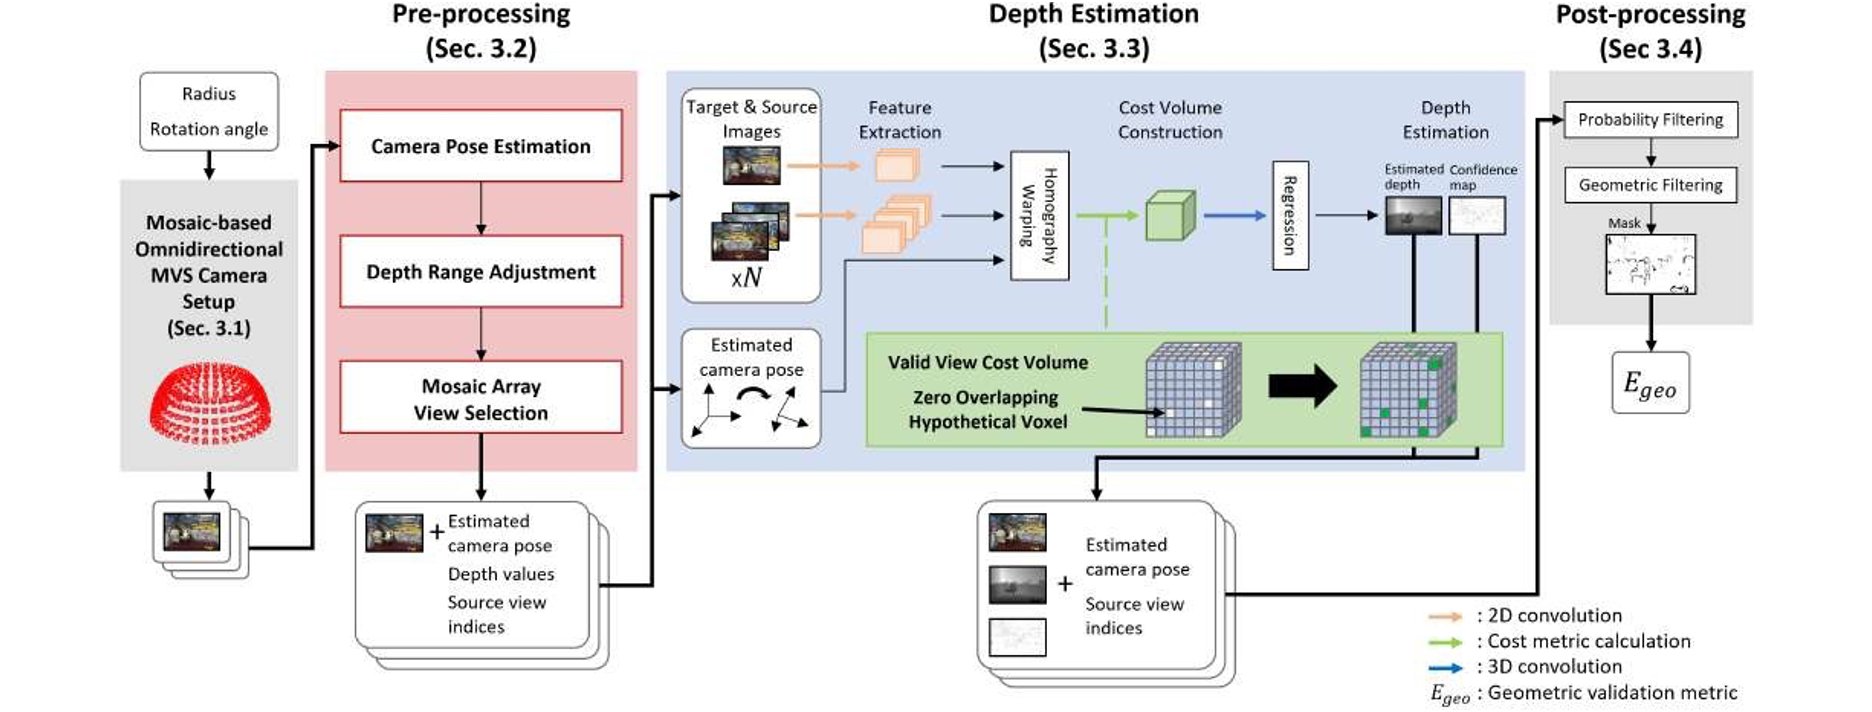 Pre-processing
(Sec. 3.2)
Depth Estimation
(Sec. 3.3)
Post-processing
(Sec 3.4)
Radius
Rotation angle
Mosaic-based
Omnidirectional
MVS Camera
Setup
(Sec. 3.1)
Camera Pose Estimation
Depth Range Adjustment
Mosaic Array
View Selection
+
Estimated
camera pose
Depth values
Source view
indices
Target & Source
Images
xN
Estimated
camera pose
Feature
Extraction
Homography
Warping
Cost Volume
Construction
Regression
Depth
Estimation
Estimated
depth
Confidence
map
Valid View Cost Volume
Zero Overlapping
Hypothetical Voxel
+
Estimated
camera pose
Source view
indices
Probability Filtering
Geometric Filtering
Mask
E_geo
: 2D convolution
: Cost metric calculation
: 3D convolution
E_geo : Geometric validation metric